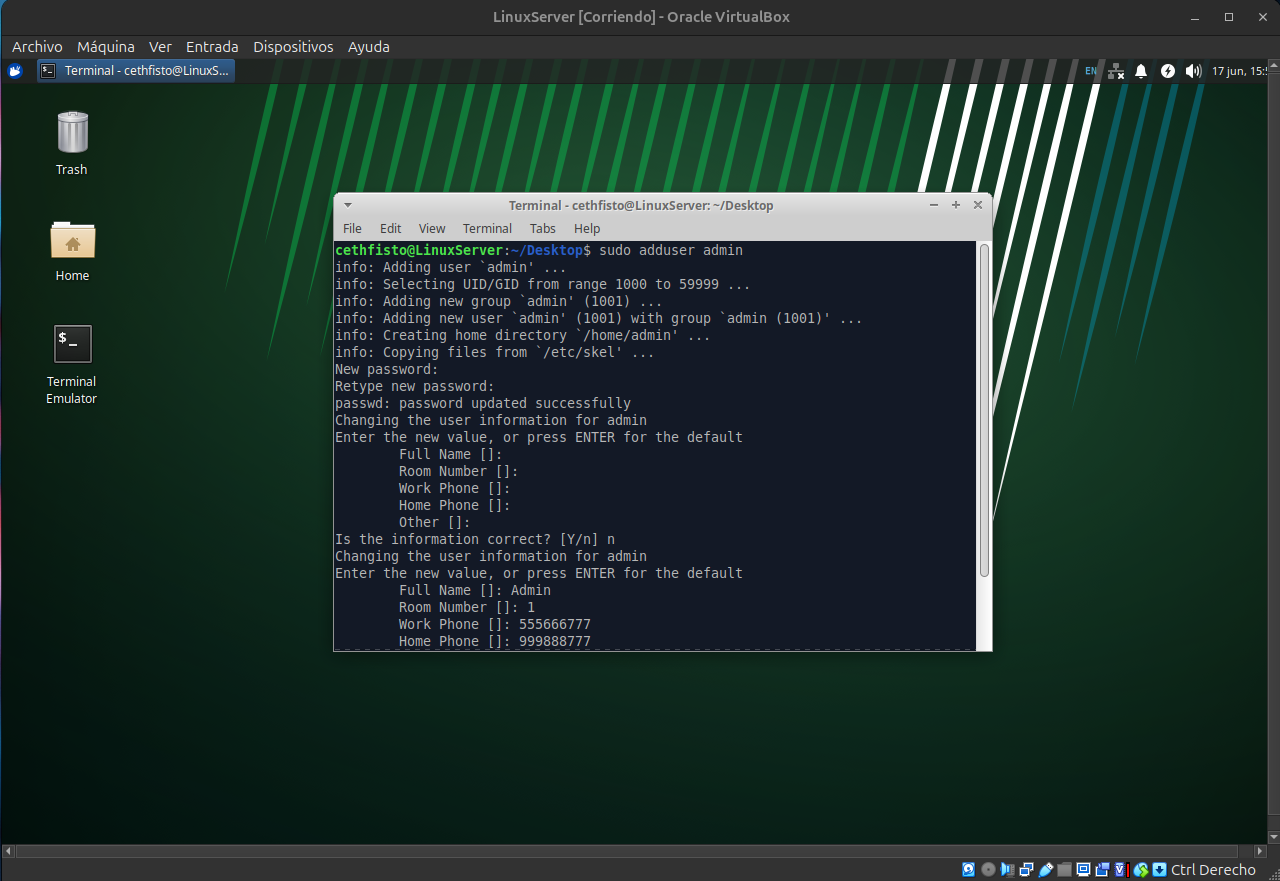 LinuxServer [Corriendo] - Oracle VirtualBox
Archivo Máquina Ver Entrada Dispositivos Ayuda
Terminal - cethfisto@LinuxS...
EN
17 jun, 15:5
Trash
Home
$_
Terminal
Emulator
Terminal - cethfisto@LinuxServer: ~/Desktop
File Edit View Terminal Tabs Help
cethfisto@LinuxServer:~/Desktop$ sudo adduser admin
info: Adding user `admin' ...
info: Selecting UID/GID from range 1000 to 59999 ...
info: Adding new group `admin' (1001) ...
info: Adding new user `admin' (1001) with group `admin (1001)' ...
info: Creating home directory `/home/admin' ...
info: Copying files from `/etc/skel' ...
New password:
Retype new password:
passwd: password updated successfully
Changing the user information for admin
Enter the new value, or press ENTER for the default
Full Name []:
Room Number []:
Work Phone []:
Home Phone []:
Other []:
Is the information correct? [Y/n] n
Changing the user information for admin
Enter the new value, or press ENTER for the default
Full Name []: Admin
Room Number []: 1
Work Phone []: 555666777
Home Phone []: 999888777
Ctrl Derecho